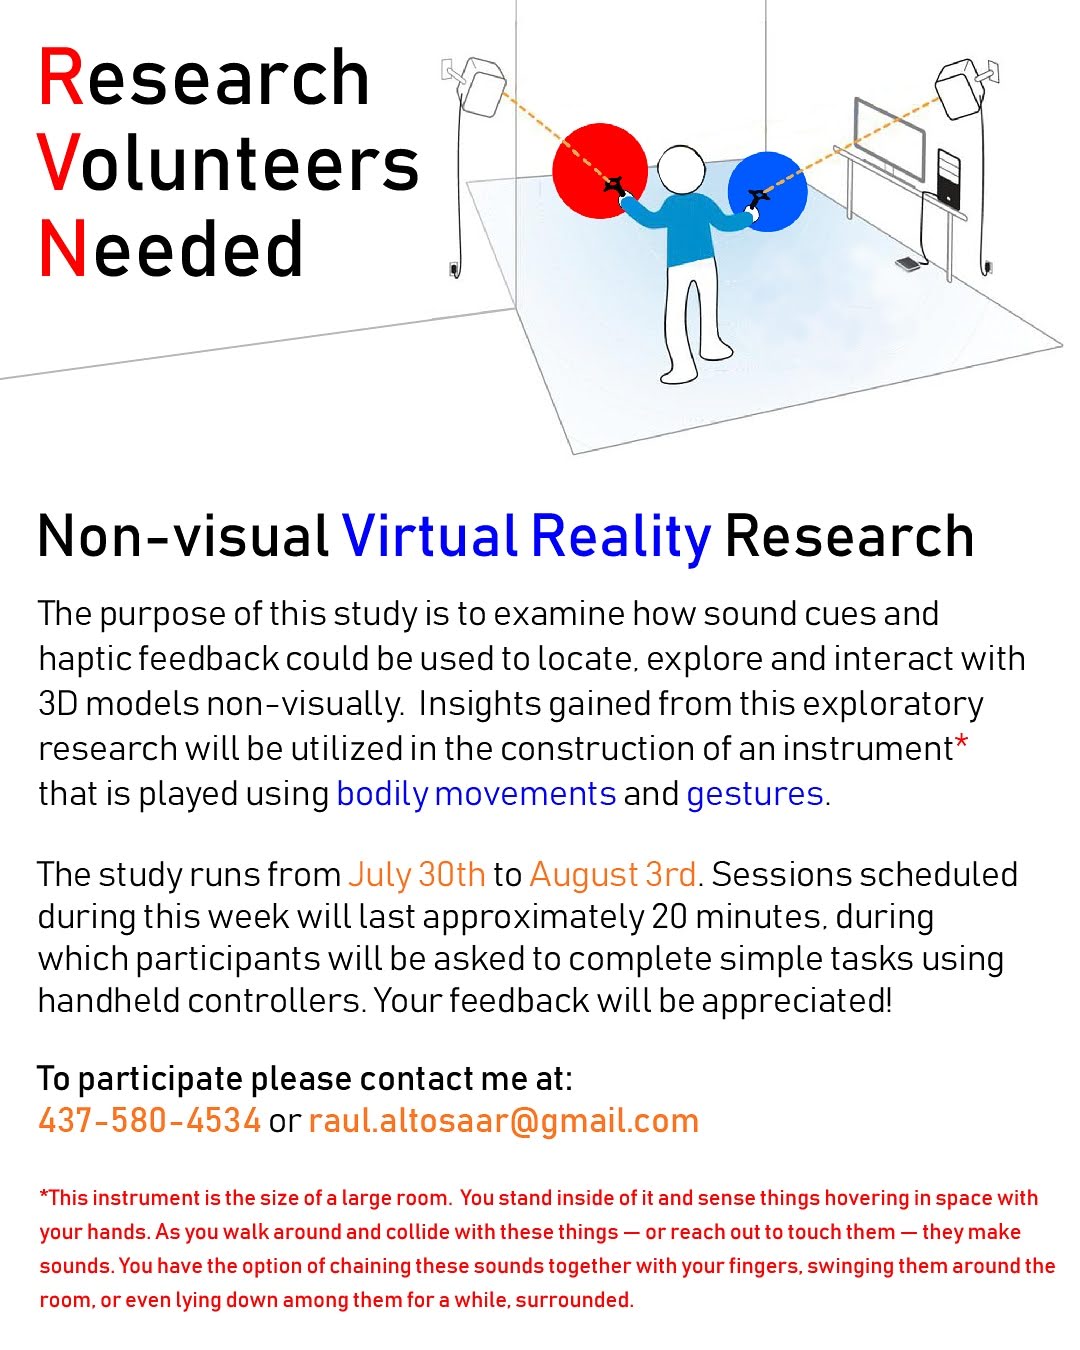 Research
Volunteers
Needed
Non-visual Virtual Reality Research
The purpose of this study is to examine how sound cues and
haptic feedback could be used to locate, explore and interact with
3D models non-visually.  Insights gained from this exploratory
research will be utilized in the construction of an instrument*
that is played using bodily movements and gestures.
The study runs from July 30th to August 3rd. Sessions scheduled
during this week will last approximately 20 minutes, during
which participants will be asked to complete simple tasks using
handheld controllers. Your feedback will be appreciated!
To participate please contact me at:
437-580-4534 or raul.altosaar@gmail.com
*This instrument is the size of a large room.  You stand inside of it and sense things hovering in space with
your hands. As you walk around and collide with these things — or reach out to touch them — they make
sounds. You have the option of chaining these sounds together with your fingers, swinging them around the
room, or even lying down among them for a while, surrounded.